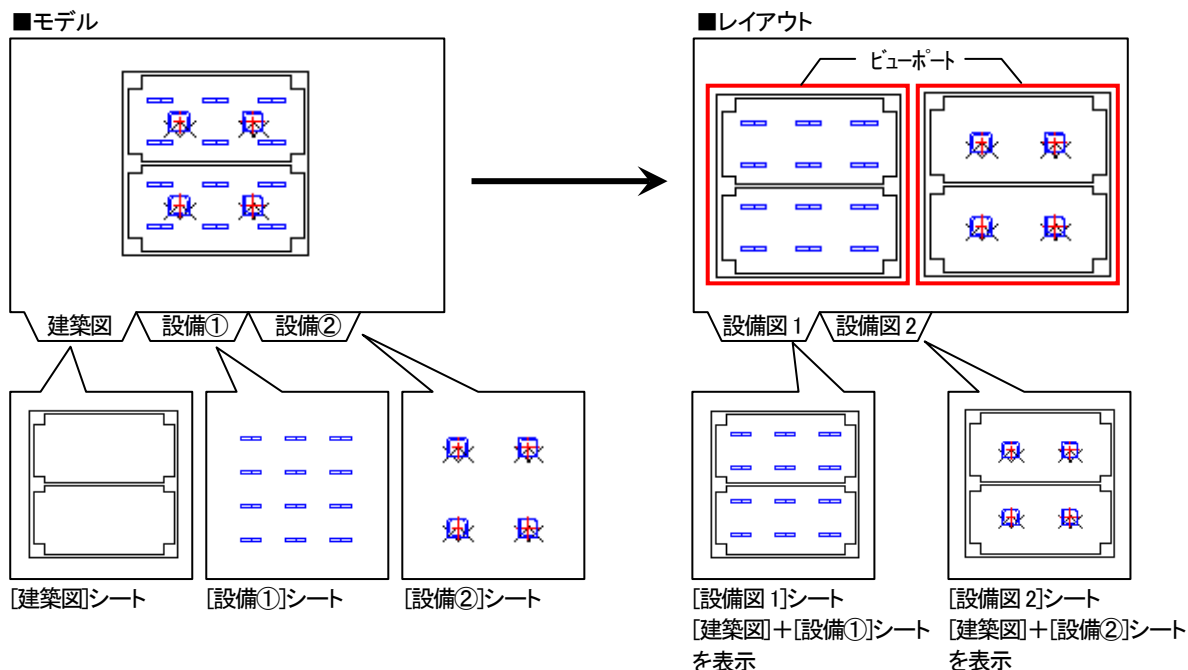 ■モデル
■レイアウト
ビューポート
建築図
設備①
設備②
設備図1
設備図2
[建築図]シート
[設備①]シート
[設備②]シート
[設備図1]シート
[建築図]+[設備①]シート
を表示
[設備図2]シート
[建築図]+[設備②]シート
を表示